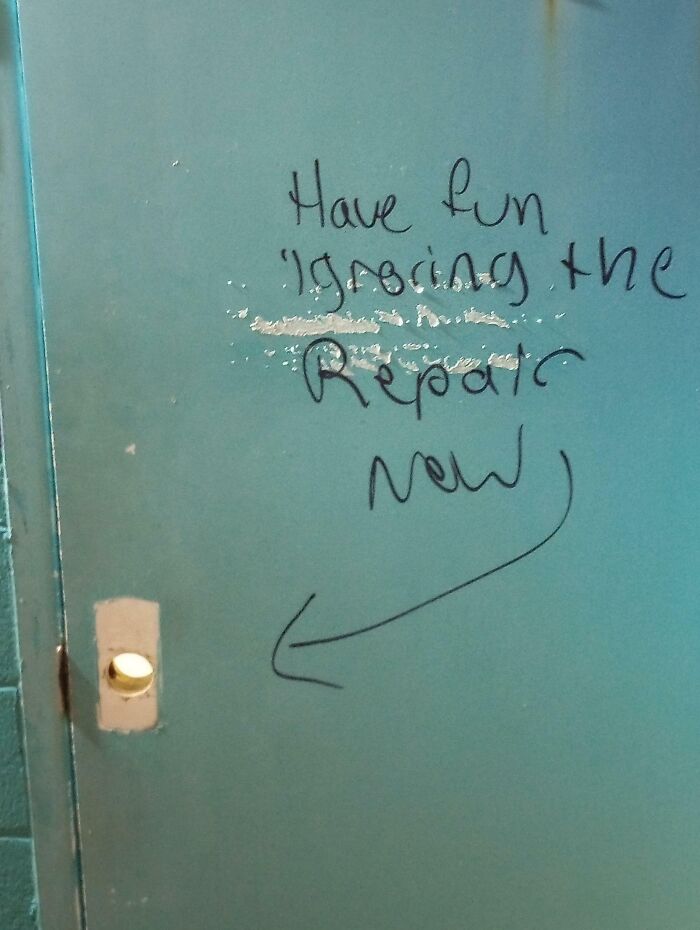 Have fun
ignoring the
Repair
now